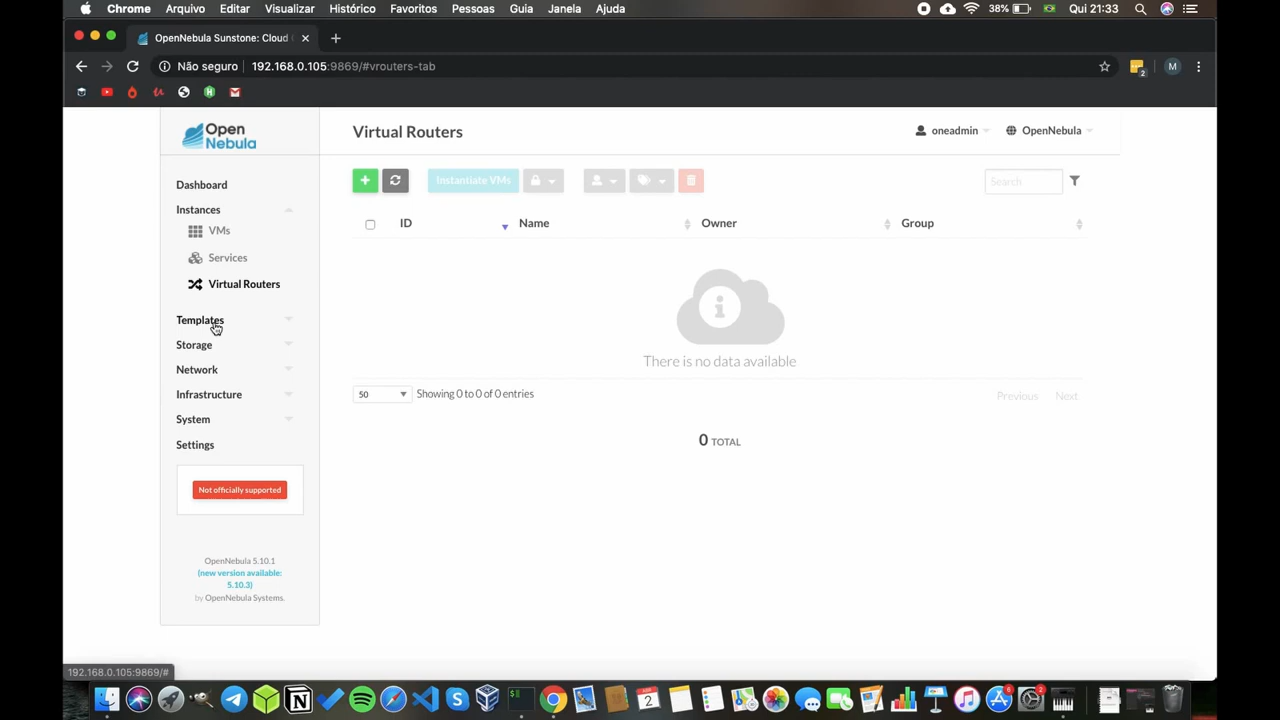 Chrome Arquivo Editar Visualizar Histórico Favoritos Pessoas Guia Janela Ajuda 38% Qui 21:33
OpenNebula Sunstone: Cloud
Não seguro 192.168.0.105:9869/#vrouters-tab
2
M
Open
Nebula
Virtual Routers
oneadmin
OpenNebula
Dashboard
Instances
VMs
Services
Virtual Routers
Templates
Storage
Network
Infrastructure
System
Settings
Not officially supported
OpenNebula 5.10.1
(new version available:
5.10.3)
by OpenNebula Systems.
Instantiate VMs
Search
ID Name Owner Group
There is no data available
50 Showing 0 to 0 of 0 entries
Previous Next
0 TOTAL
192.168.0.105:9869/#